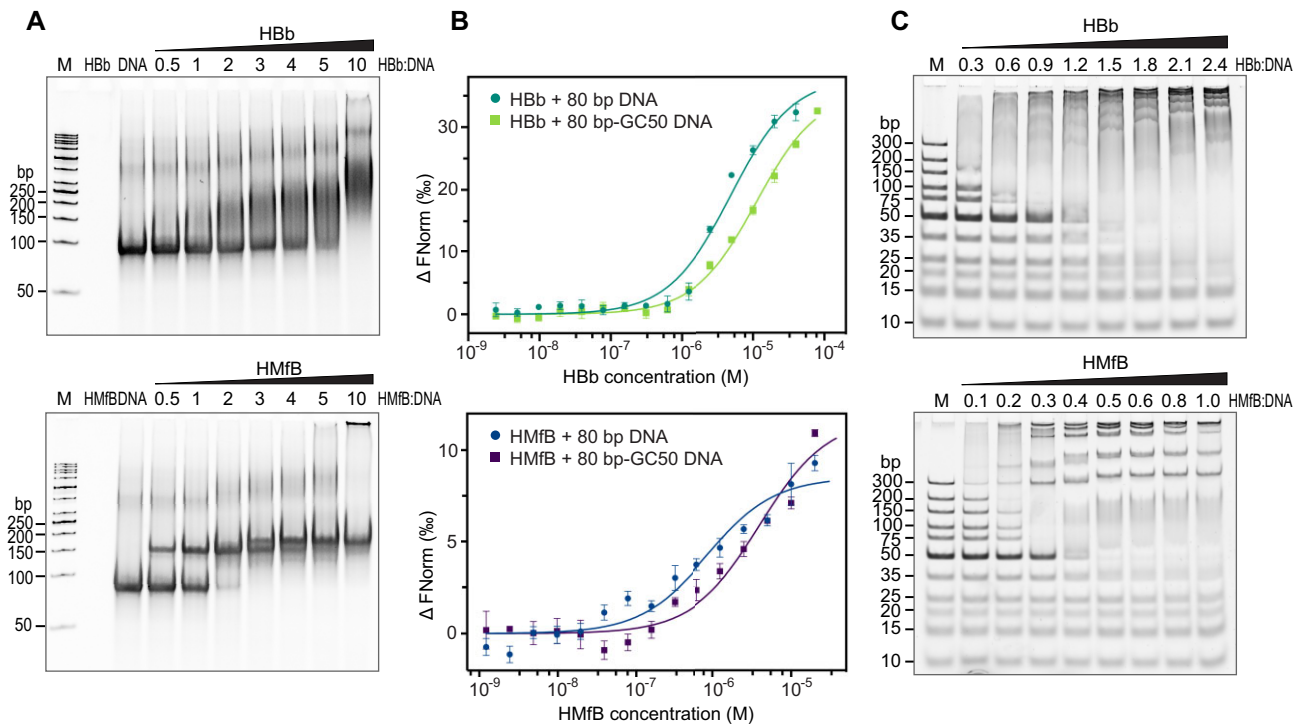 A
HBb
M HBb DNA 0.5 1 2 3 4 5 10 HBb:DNA
bp
250
200
150
100
50
HMfB
M HMfB DNA 0.5 1 2 3 4 5 10 HMfB:DNA
bp
250
200
150
100
50
B
HBb + 80 bp DNA
HBb + 80 bp-GC50 DNA
Δ FNorm (‰)
30
20
10
0
10⁻⁹ 10⁻⁸ 10⁻⁷ 10⁻⁶ 10⁻⁵ 10⁻⁴
HBb concentration (M)
HMfB + 80 bp DNA
HMfB + 80 bp-GC50 DNA
Δ FNorm (‰)
10
5
0
10⁻⁹ 10⁻⁸ 10⁻⁷ 10⁻⁶ 10⁻⁵
HMfB concentration (M)
C
HBb
M 0.3 0.6 0.9 1.2 1.5 1.8 2.1 2.4 HBb:DNA
bp
300
200
150
100
75
50
35
25
20
15
10
HMfB
M 0.1 0.2 0.3 0.4 0.5 0.6 0.8 1.0 HMfB:DNA
bp
300
200
150
100
75
50
35
25
20
15
10